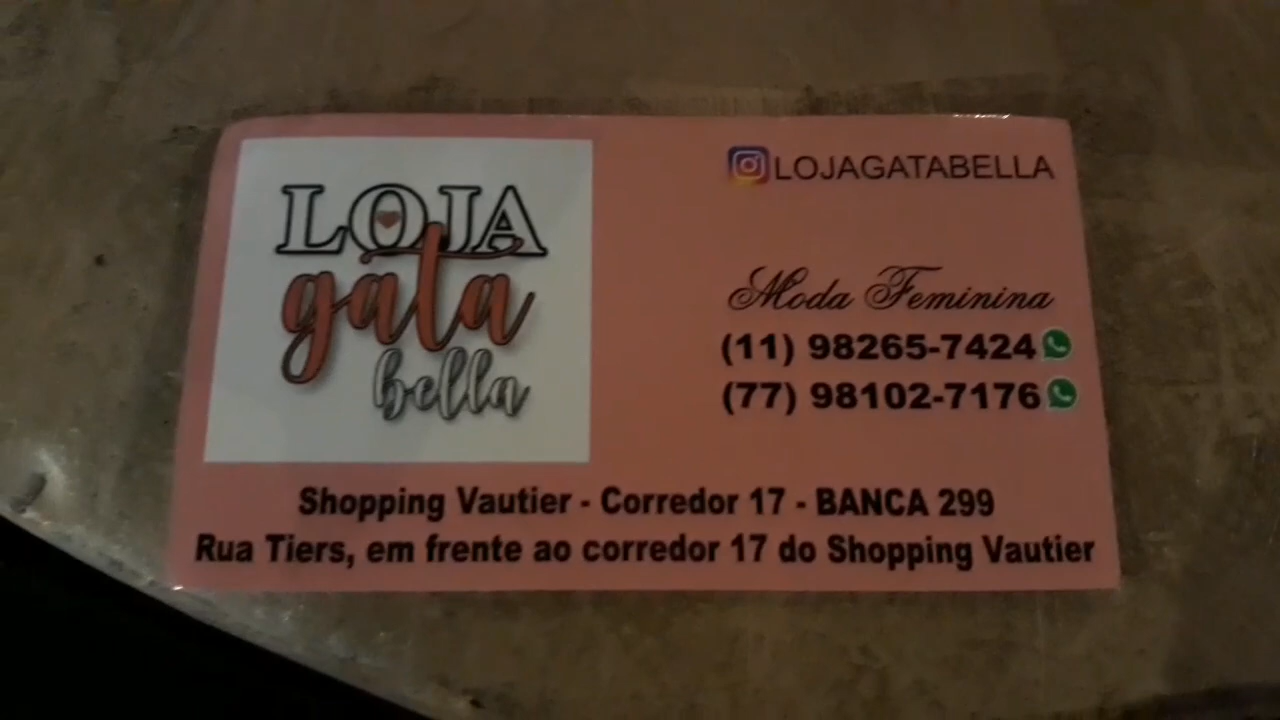 LOJA
gata
bella
LOJAGATABELLA
Moda Feminina
(11) 98265-7424
(77) 98102-7176
Shopping Vautier - Corredor 17 - BANCA 299
Rua Tiers, em frente ao corredor 17 do Shopping Vautier